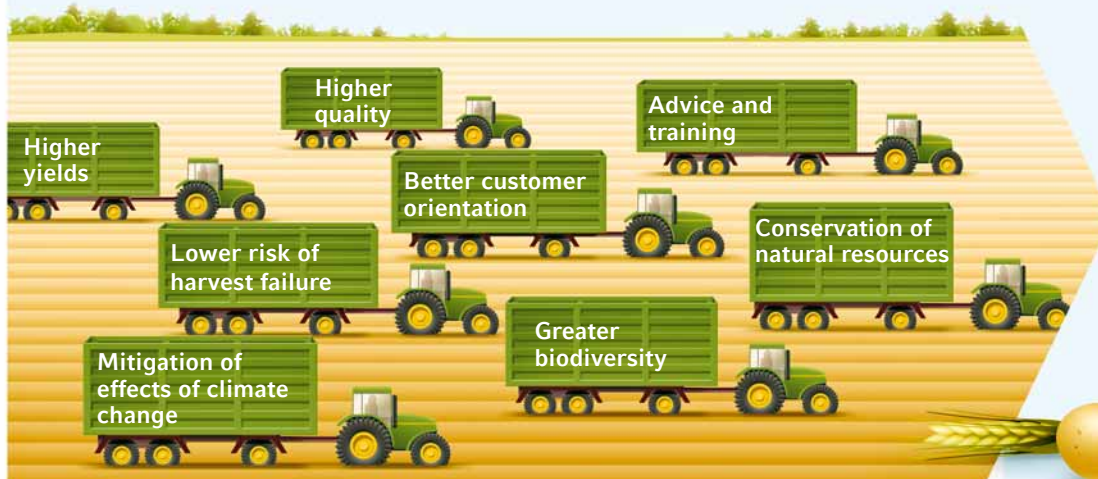 Higher
quality
Advice and
training
Higher
yields
Better customer
orientation
Conservation of
natural resources
Lower risk of
harvest failure
Greater
biodiversity
Mitigation of
effects of climate
change